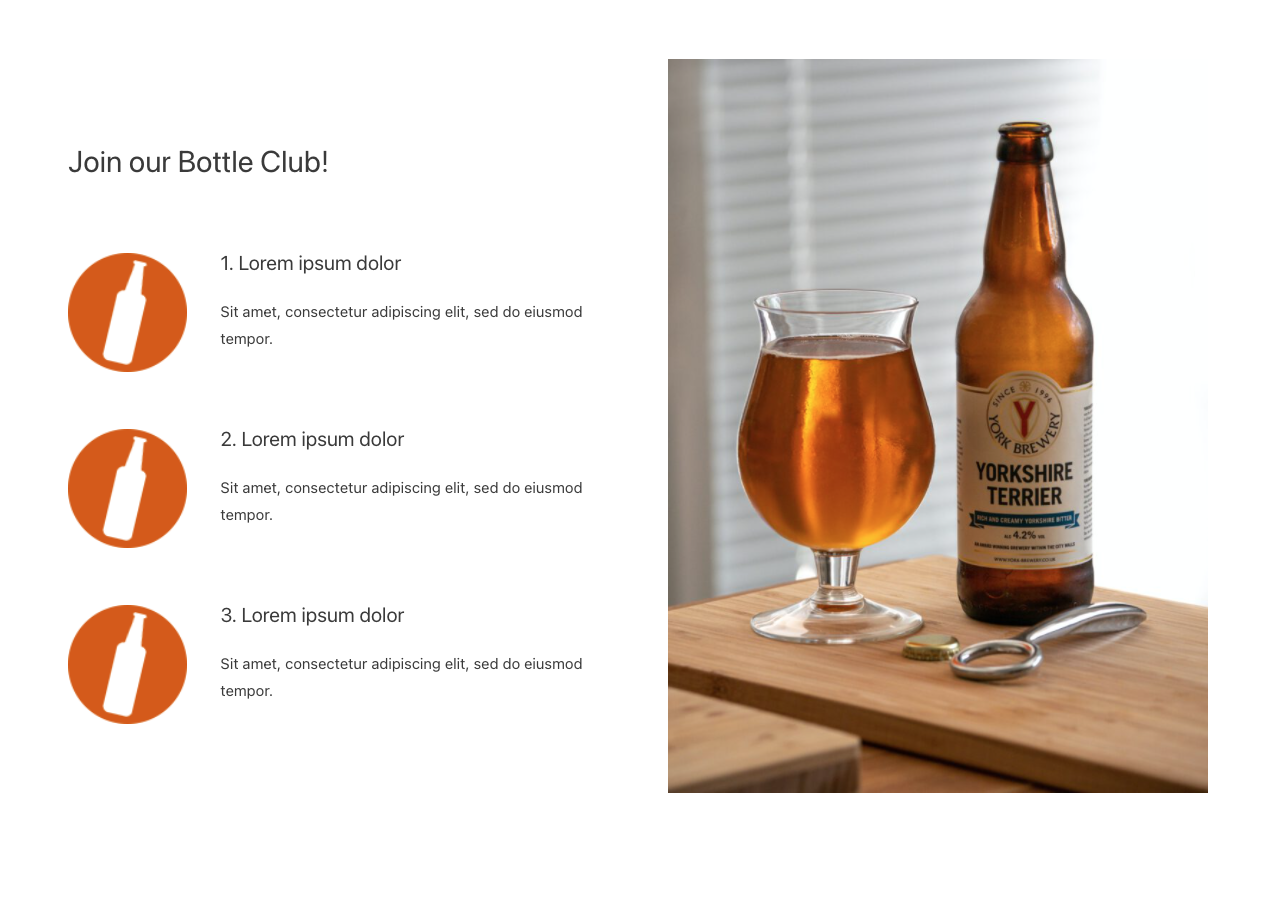 Join our Bottle Club!
1. Lorem ipsum dolor
Sit amet, consectetur adipiscing elit, sed do eiusmod
tempor.
2. Lorem ipsum dolor
Sit amet, consectetur adipiscing elit, sed do eiusmod
tempor.
3. Lorem ipsum dolor
Sit amet, consectetur adipiscing elit, sed do eiusmod
tempor.
SINCE 1996
Y
YORK BREWERY
YORKSHIRE
TERRIER
RICH AND CREAMY YORKSHIRE BITTER
ALC 4.2% VOL